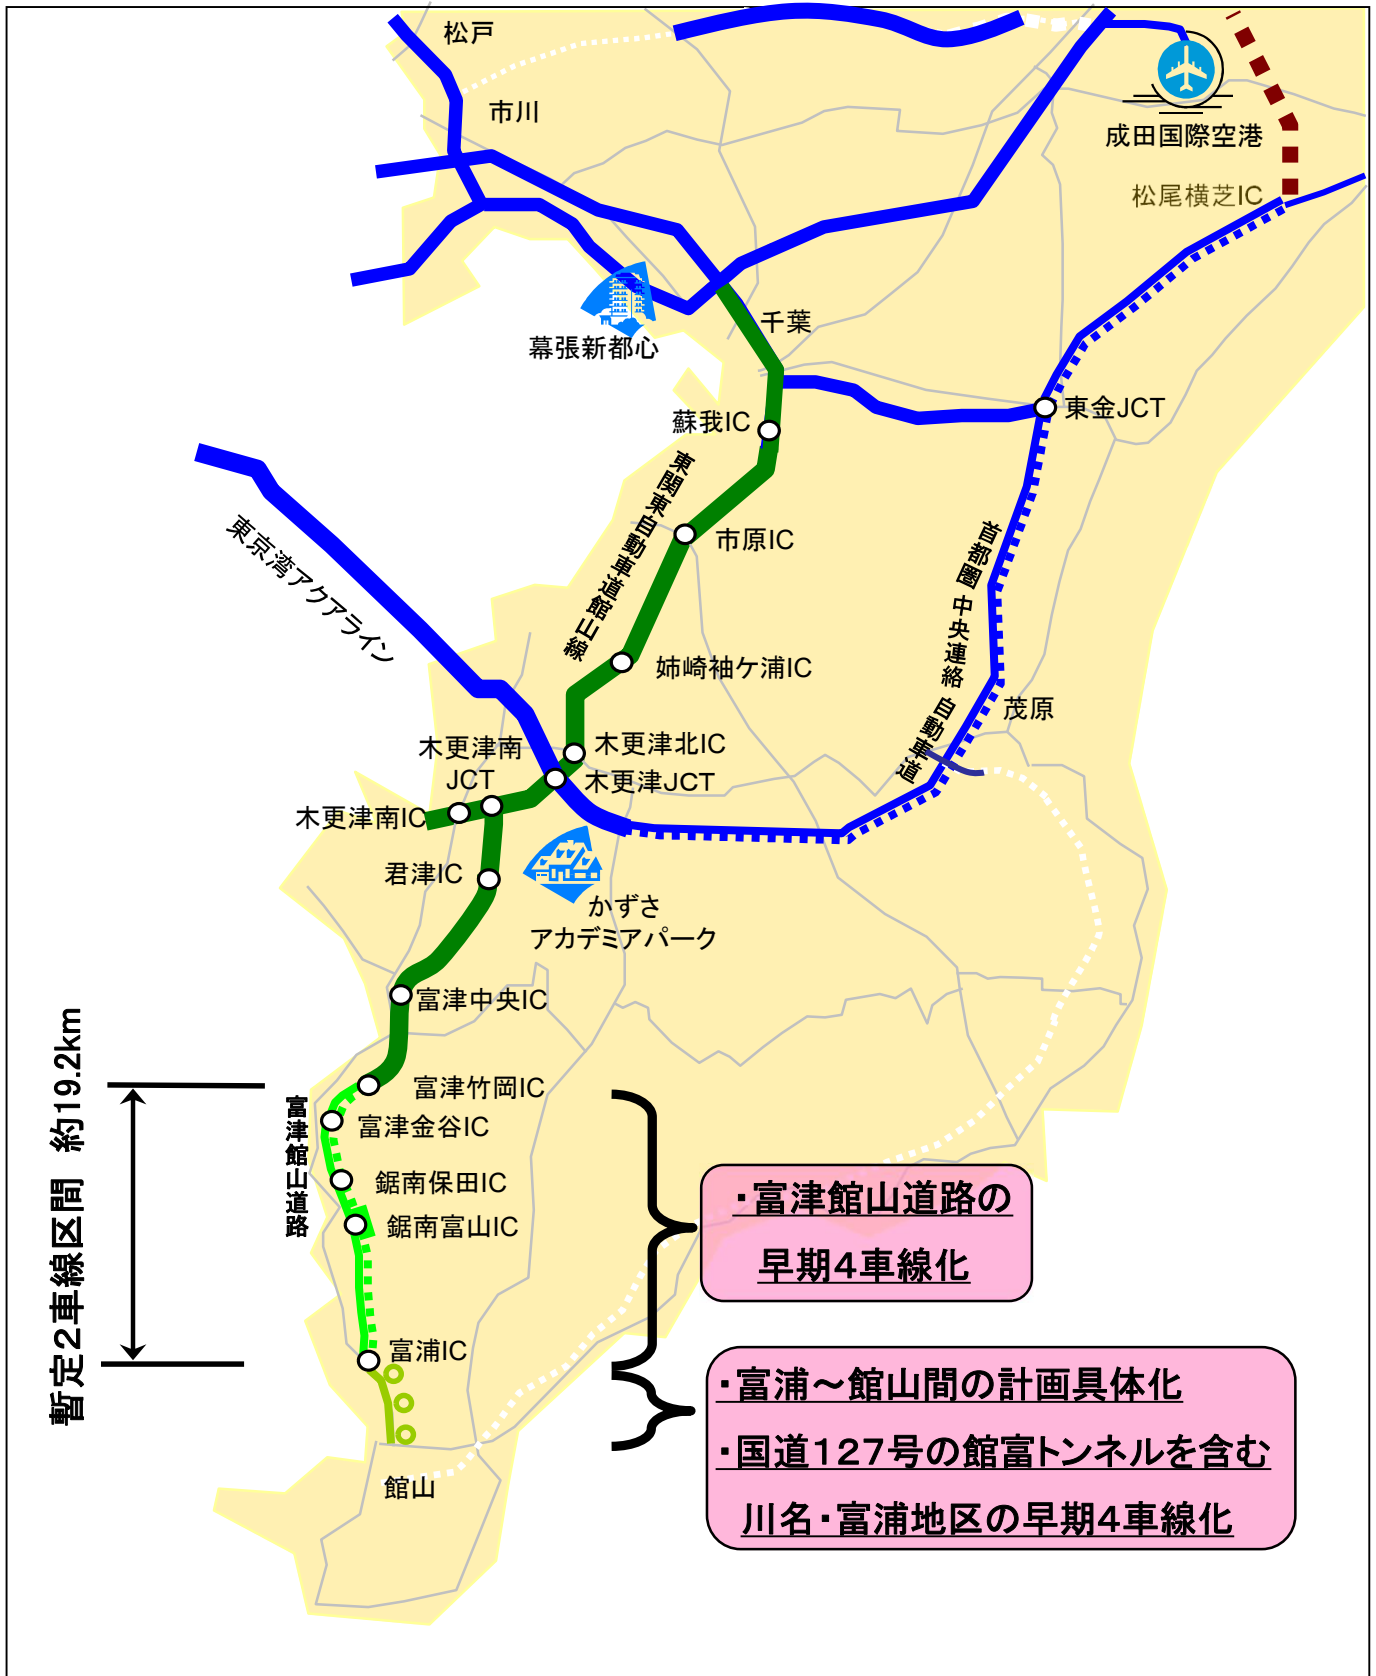 松戸
市川
成田国際空港
松尾横芝IC
千葉
幕張新都心
東金JCT
蘇我IC
東関東自動車道館山線
市原IC
東京湾アクアライン
首都圏中央連絡自動車道
姉崎袖ケ浦IC
茂原
木更津北IC
木更津南
JCT
木更津JCT
木更津南IC
君津IC
かずさ
アカデミアパーク
富津中央IC
富津竹岡IC
富津館山道路
富津金谷IC
鋸南保田IC
鋸南富山IC
暫定2車線区間 約19.2km
・富津館山道路の
早期4車線化
富浦IC
・富浦～館山間の計画具体化
・国道127号の館富トンネルを含む
川名・富浦地区の早期4車線化
館山